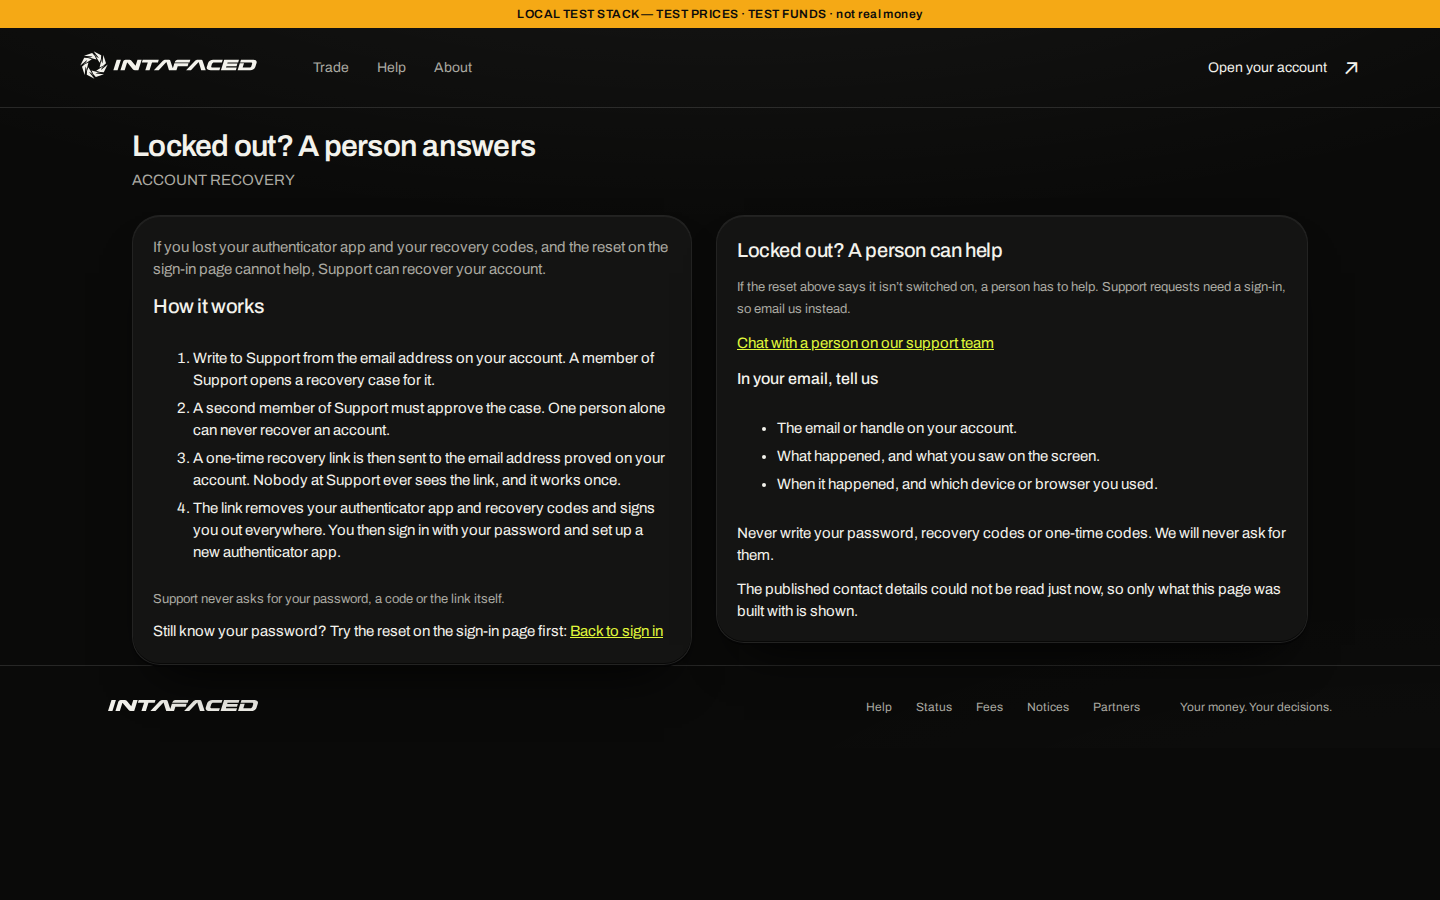 LOCAL TEST STACK — TEST PRICES · TEST FUNDS · not real money
INTAFACED
Trade
Help
About
Open your account
Locked out? A person answers
ACCOUNT RECOVERY
If you lost your authenticator app and your recovery codes, and the reset on the
sign-in page cannot help, Support can recover your account.
How it works
1. Write to Support from the email address on your account. A member of
Support opens a recovery case for it.
2. A second member of Support must approve the case. One person alone
can never recover an account.
3. A one-time recovery link is then sent to the email address proved on your
account. Nobody at Support ever sees the link, and it works once.
4. The link removes your authenticator app and recovery codes and signs
you out everywhere. You then sign in with your password and set up a
new authenticator app.
Support never asks for your password, a code or the link itself.
Still know your password? Try the reset on the sign-in page first: Back to sign in
Locked out? A person can help
If the reset above says it isn't switched on, a person has to help. Support requests need a sign-in,
so email us instead.
Chat with a person on our support team
In your email, tell us
• The email or handle on your account.
• What happened, and what you saw on the screen.
• When it happened, and which device or browser you used.
Never write your password, recovery codes or one-time codes. We will never ask for
them.
The published contact details could not be read just now, so only what this page was
built with is shown.
INTAFACED
Help
Status
Fees
Notices
Partners
Your money. Your decisions.